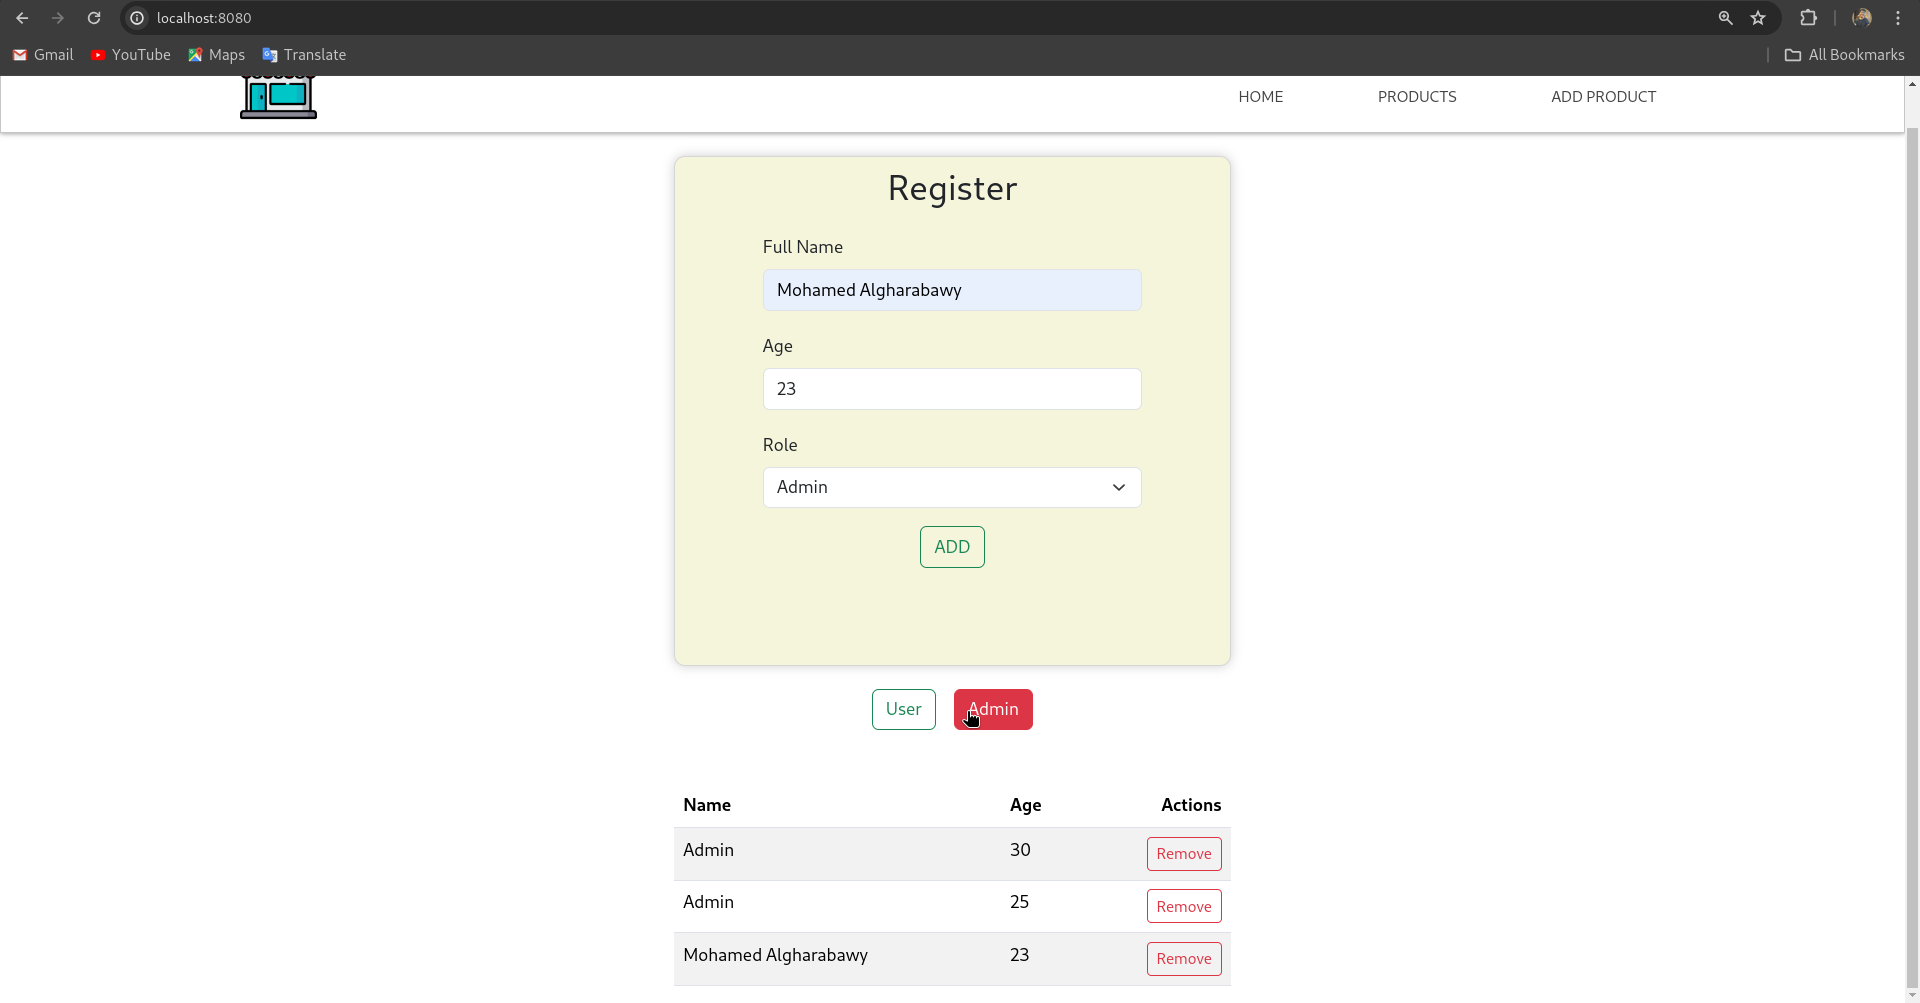 localhost:8080
Gmail YouTube Maps Translate All Bookmarks
HOME PRODUCTS ADD PRODUCT
Register
Full Name
Mohamed Algharabawy
Age
23
Role
Admin
ADD
User Admin
Name Age Actions
Admin 30 Remove
Admin 25 Remove
Mohamed Algharabawy 23 Remove